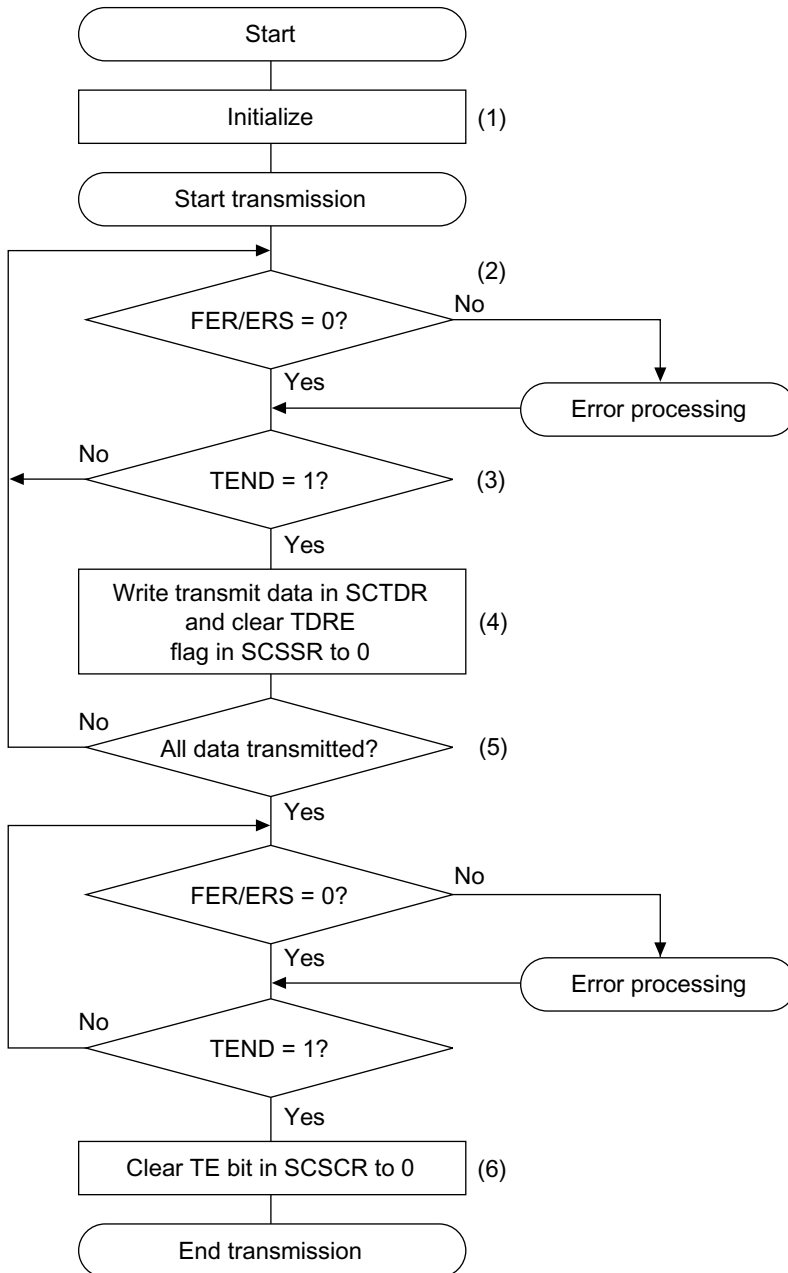 Start
Initialize
(1)
Start transmission
(2)
FER/ERS = 0?
No
Yes
Error processing
No
TEND = 1?
(3)
Yes
Write transmit data in SCTDR
and clear TDRE
flag in SCSSR to 0
(4)
No
All data transmitted?
(5)
Yes
FER/ERS = 0?
No
Yes
Error processing
No
TEND = 1?
Yes
Clear TE bit in SCSCR to 0
(6)
End transmission